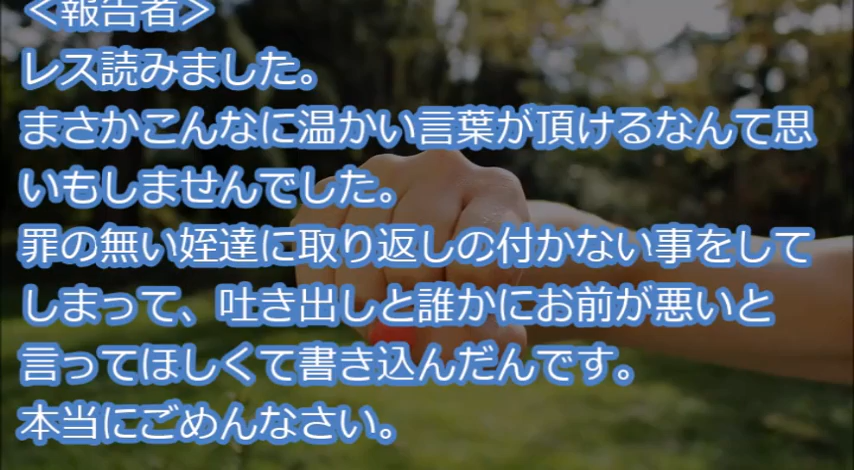 <報告者>
レス読みました。
まさかこんなに温かい言葉が頂けるなんて思
いもしませんでした。
罪の無い姪達に取り返しの付かない事をして
しまって、吐き出しと誰かにお前が悪いと
言ってほしくて書き込んだんです。
本当にごめんなさい。